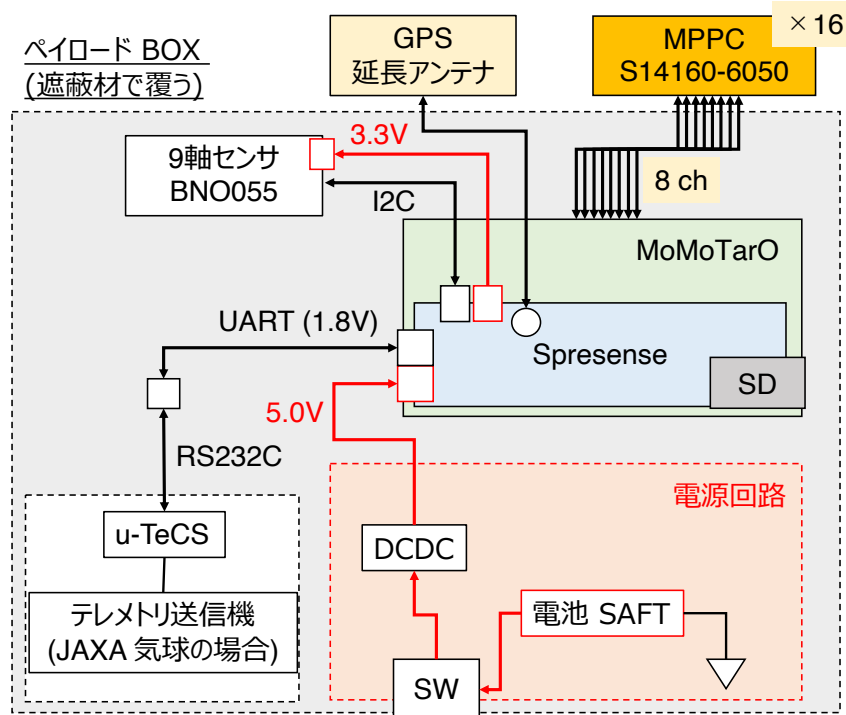 ペイロード BOX
(遮蔽材で覆う)
GPS
延長アンテナ
MPPC
S14160-6050
×16
9軸センサ
BNO055
3.3V
I2C
8 ch
MoMoTarO
UART (1.8V)
Spresense
SD
5.0V
RS232C
電源回路
u-TeCS
DCDC
テレメトリ送信機
(JAXA 気球の場合)
電池 SAFT
SW